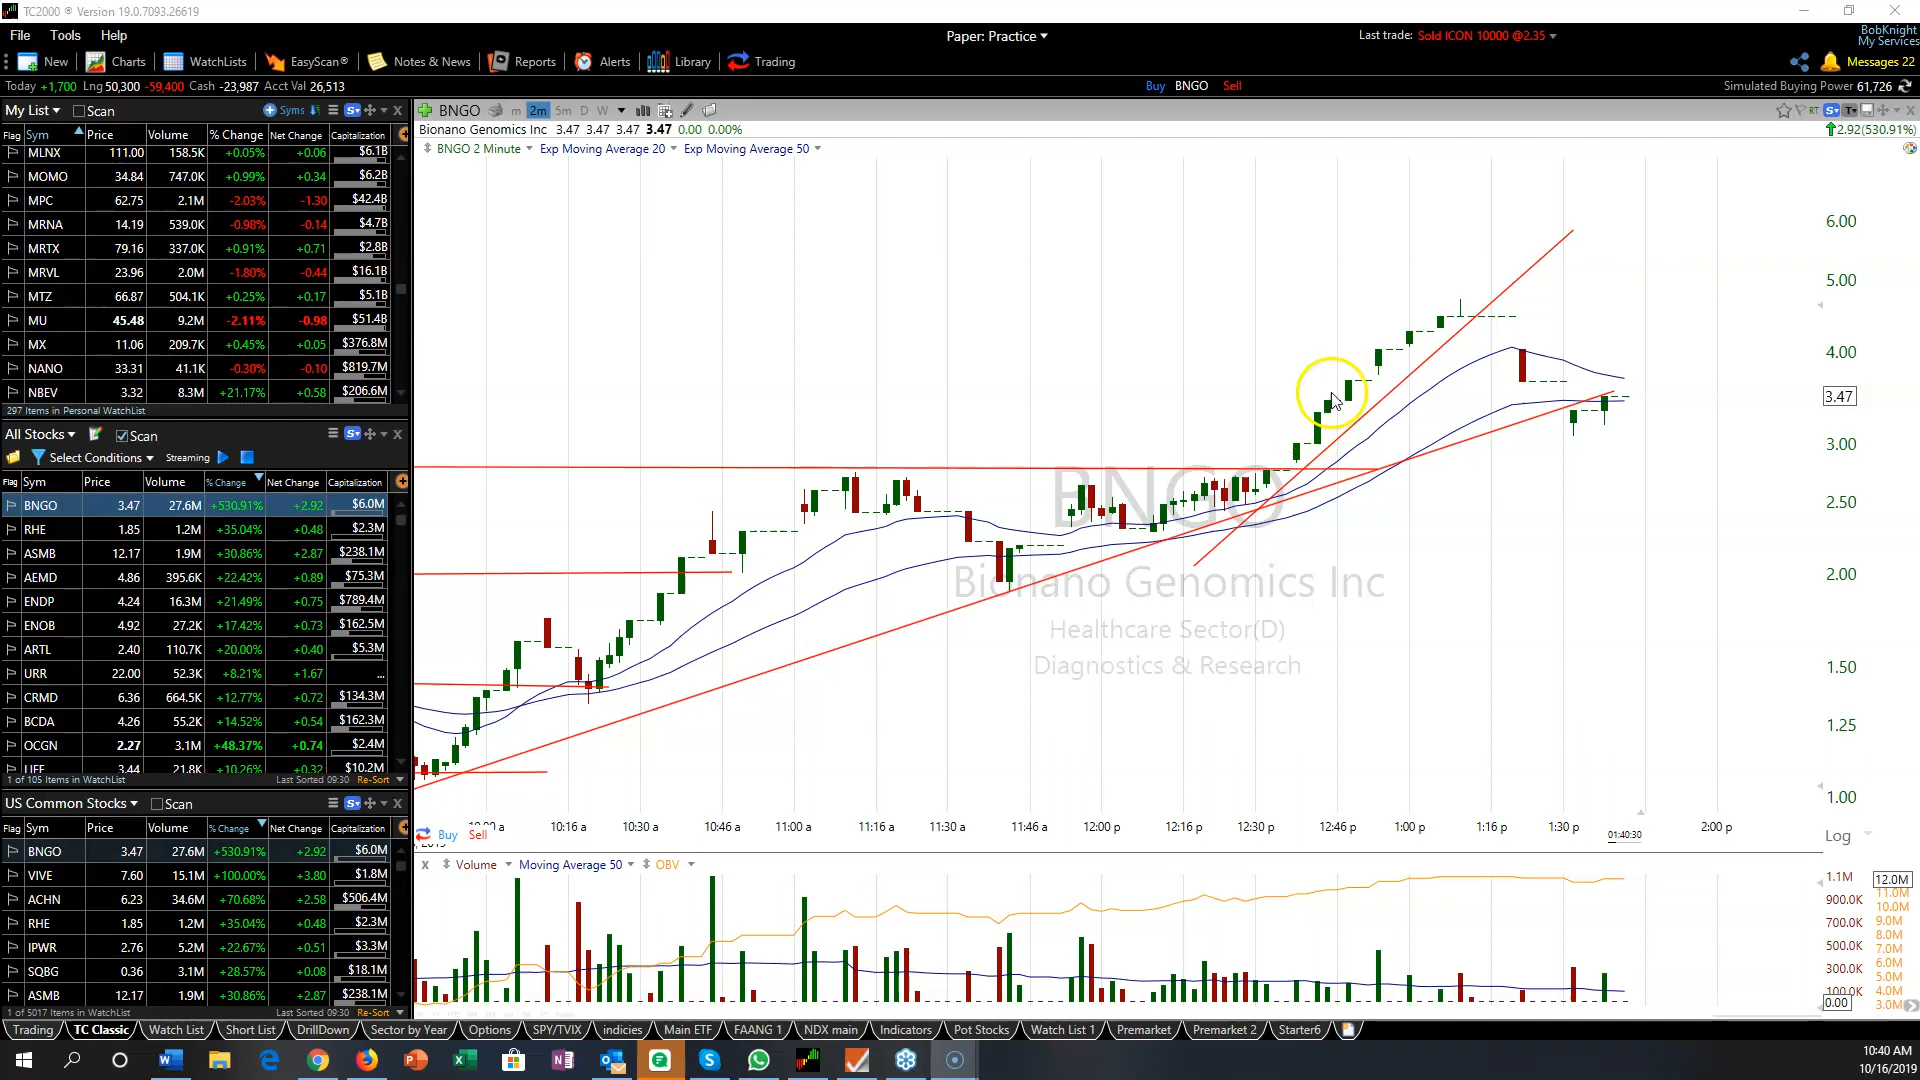 TC2000 ® Version 19.0.7093.26619
File Tools Help
Paper: Practice
Last trade: Sold ICON 10000 @2.35
BobKnight
My Services
New Charts WatchLists EasyScan® Notes & News Reports Alerts Library Trading
Messages 22
Today +1,700 Lng 50,300 -59,400 Cash -23,987 Acct Val 26,513
Buy BNGO Sell
Simulated Buying Power 61,726
My List Scan Syms S
Flag Sym Price Volume % Change Net Change Capitalization
MLNX 111.00 158.5K +0.05% +0.06 $6.1B
MOMO 34.84 747.0K +0.99% +0.34 $6.2B
MPC 62.75 2.1M -2.03% -1.30 $42.4B
MRNA 14.19 539.0K -0.98% -0.14 $4.7B
MRTX 79.16 337.0K +0.91% +0.71 $2.8B
MRVL 23.96 2.0M -1.80% -0.44 $16.1B
MTZ 66.87 504.1K +0.25% +0.17 $5.1B
MU 45.48 9.2M -2.11% -0.98 $51.4B
MX 11.06 209.7K +0.45% +0.05 $376.8M
NANO 33.31 41.1K -0.30% -0.10 $819.7M
NBEV 3.32 8.3M +21.17% +0.58 $206.6M
297 Items in Personal WatchList
All Stocks Scan S
Select Conditions Streaming
Flag Sym Price Volume % Change Net Change Capitalization
BNGO 3.47 27.6M +530.91% +2.92 $6.0M
RHE 1.85 1.2M +35.04% +0.48 $2.3M
ASMB 12.17 1.9M +30.86% +2.87 $238.1M
AEMD 4.86 395.6K +22.42% +0.89 $75.3M
ENDP 4.24 16.3M +21.49% +0.75 $789.4M
ENOB 4.92 27.2K +17.42% +0.73 $162.5M
ARTL 2.40 110.7K +20.00% +0.40 $5.3M
URR 22.00 52.3K +8.21% +1.67 ...
CRMD 6.36 664.5K +12.77% +0.72 $134.3M
BCDA 4.26 55.2K +14.52% +0.54 $162.3M
OCGN 2.27 3.1M +48.37% +0.74 $2.4M
3.44 21.8K +10.26% +0.32 $10.2M
1 of 105 Items in WatchList Last Sorted 09:30 Re-Sort
US Common Stocks Scan S
Flag Sym Price Volume % Change Net Change Capitalization
BNGO 3.47 27.6M +530.91% +2.92 $6.0M
VIVE 7.60 15.1M +100.00% +3.80 $1.8M
ACHN 6.23 34.6M +70.68% +2.58 $506.4M
RHE 1.85 1.2M +35.04% +0.48 $2.3M
IPWR 2.76 5.2M +22.67% +0.51 $3.3M
SQBG 0.36 3.1M +28.57% +0.08 $18.1M
ASMB 12.17 1.9M +30.86% +2.87 $238.1M
1 of 5017 Items in WatchList Last Sorted 09:30 Re-Sort
BNGO m 2m 5m D W
RT S T
Bionano Genomics Inc 3.47 3.47 3.47 3.47 0.00 0.00%
2.92(530.91%)
BNGO 2 Minute Exp Moving Average 20 Exp Moving Average 50
6.00
5.00
4.00
3.47
3.00
2.50
2.00
1.50
1.25
1.00
Log
BNGO
Bionano Genomics Inc
Healthcare Sector(D)
Diagnostics & Research
Buy Sell
10:16 a 10:30 a 10:46 a 11:00 a 11:16 a 11:30 a 11:46 a 12:00 p 12:16 p 12:30 p 12:46 p 1:00 p 1:16 p 1:30 p 01:40:30 2:00 p
X Volume Moving Average 50 OBV
1.1M 12.0M
900.0K 11.0M
10.0M
700.0K 9.0M
8.0M
500.0K 7.0M
300.0K 6.0M
5.0M
100.0K 4.0M
0.00 3.0M
Trading TC Classic Watch List Short List DrillDown Sector by Year Options SPY/TVIX indicies Main ETF FAANG 1 NDX main Indicators Pot Stocks Watch List 1 Premarket Premarket 2 Starter6
10:40 AM
10/16/2019